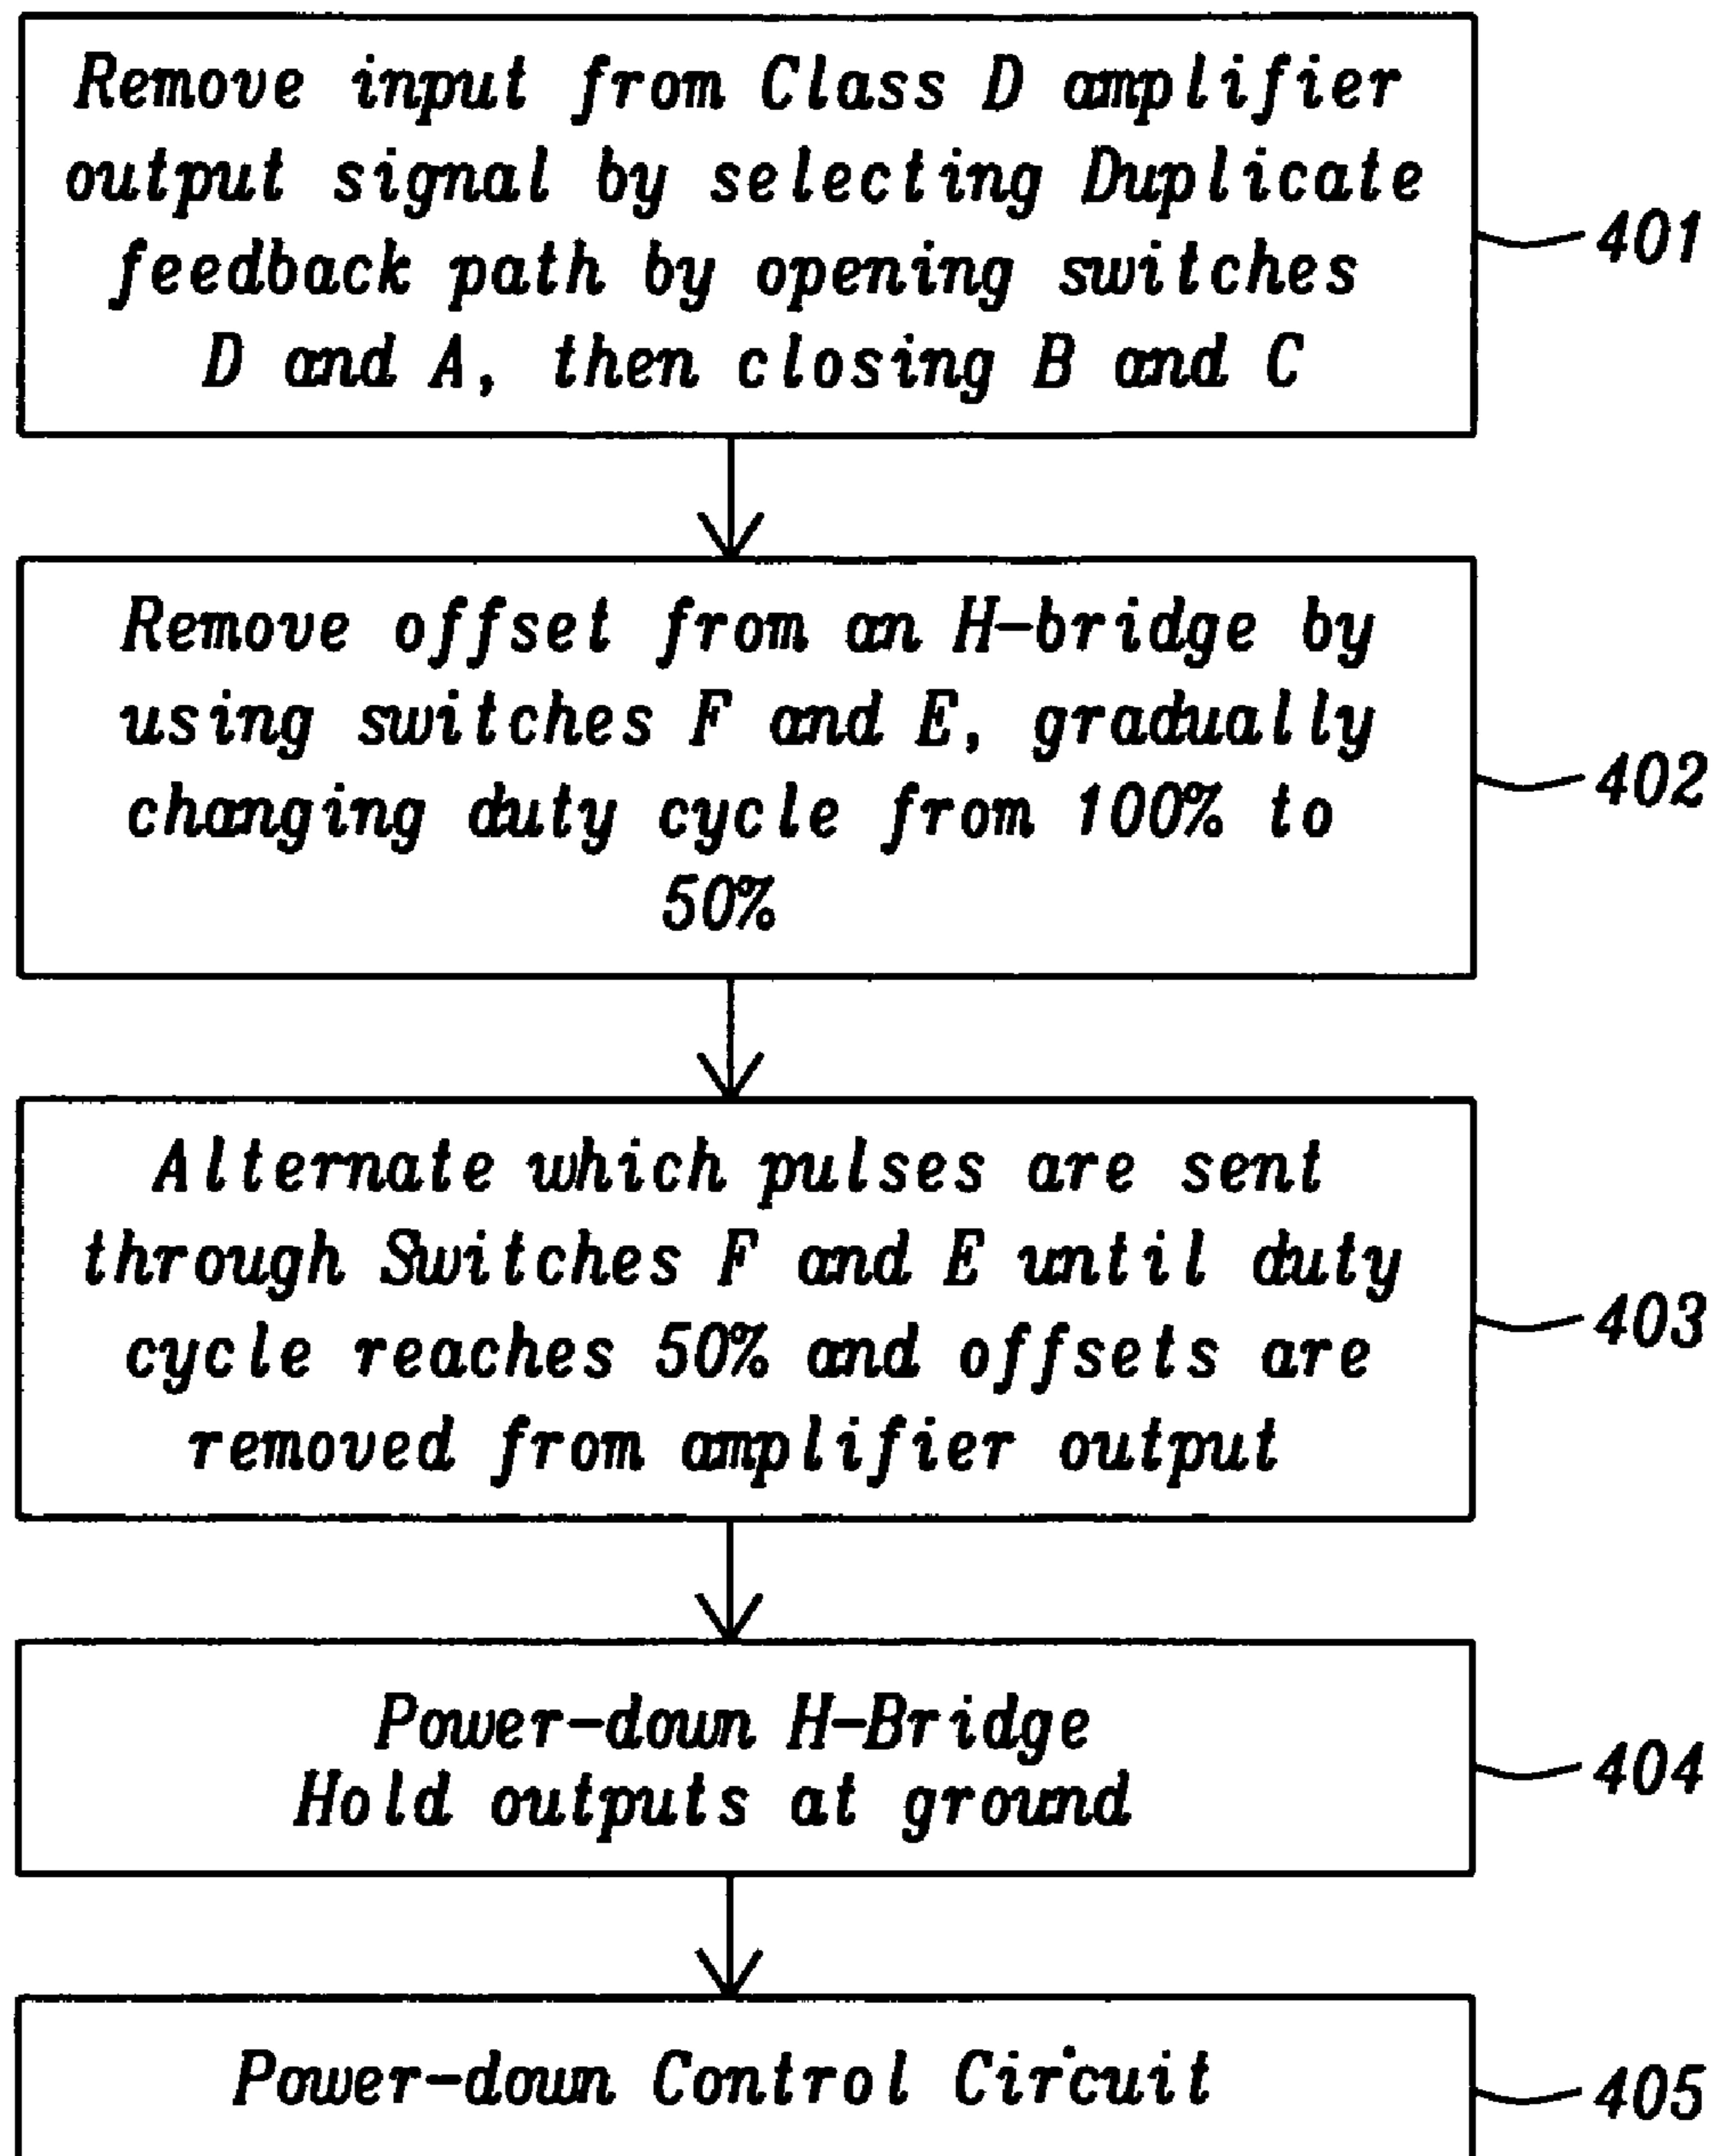 Remove input from Class D amplifier
output signal by selecting Duplicate
feedback path by opening switches
D and A, then closing B and C
401
Remove offset from an H-bridge by
using switches F and E, gradually
changing duty cycle from 100% to
50%
402
Alternate which pulses are sent
through Switches F and E until duty
cycle reaches 50% and offsets are
removed from amplifier output
403
Power-down H-Bridge
Hold outputs at ground
404
Power-down Control Circuit
405